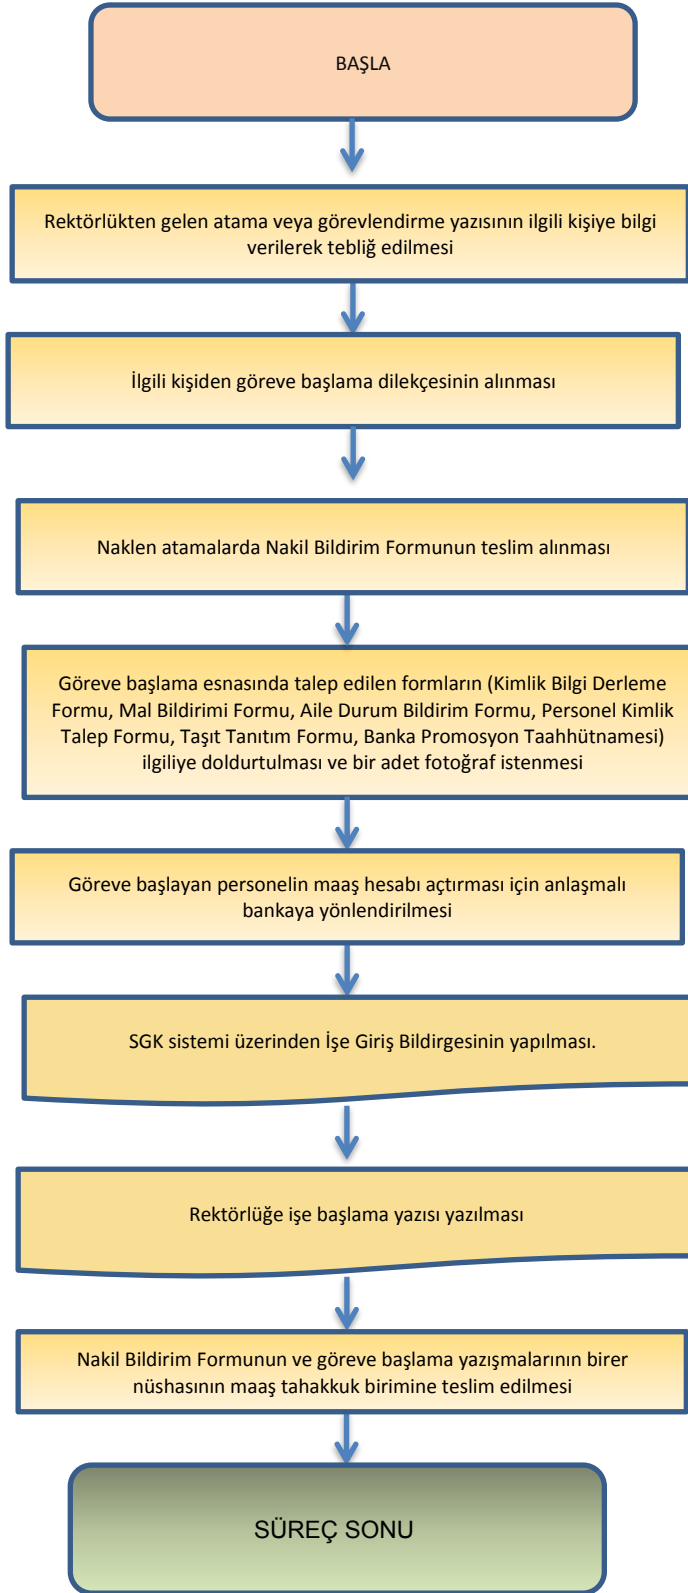 BAŞLA
Rektörlükten gelen atama veya görevlendirme yazısının ilgili kişiye bilgi
verilerek tebliğ edilmesi
İlgili kişiden göreve başlama dilekçesinin alınması
Naklen atamalarda Nakil Bildirim Formunun teslim alınması
Göreve başlama esnasında talep edilen formların (Kimlik Bilgi Derleme
Formu, Mal Bildirimi Formu, Aile Durum Bildirim Formu, Personel Kimlik
Talep Formu, Taşıt Tanıtım Formu, Banka Promosyon Taahhütnamesi)
ilgiliye doldurtulması ve bir adet fotoğraf istenmesi
Göreve başlayan personelin maaş hesabı açtırması için anlaşmalı
bankaya yönlendirilmesi
SGK sistemi üzerinden İşe Giriş Bildirgesinin yapılması.
Rektörlüğe işe başlama yazısı yazılması
Nakil Bildirim Formunun ve göreve başlama yazışmalarının birer
nüshasının maaş tahakkuk birimine teslim edilmesi
SÜREÇ SONU